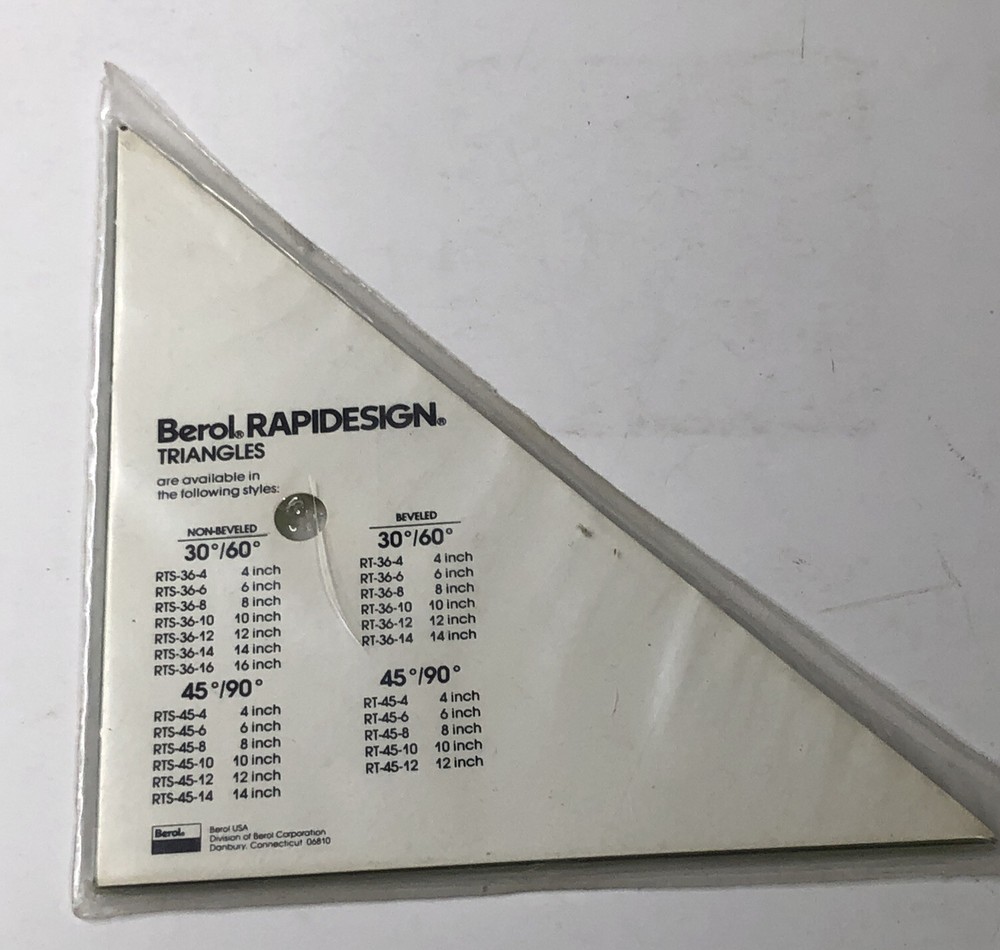 Berol® RAPIDESIGN®
TRIANGLES
are available in
the following styles:
NON-BEVELED
30°/60°
RTS-36-4 4 inch
RTS-36-6 6 inch
RTS-36-8 8 inch
RTS-36-10 10 inch
RTS-36-12 12 inch
RTS-36-14 14 inch
RTS-36-16 16 inch
45°/90°
RTS-45-4 4 inch
RTS-45-6 6 inch
RTS-45-8 8 inch
RTS-45-10 10 inch
RTS-45-12 12 inch
RTS-45-14 14 inch
BEVELED
30°/60°
RT-36-4 4 inch
RT-36-6 6 inch
RT-36-8 8 inch
RT-36-10 10 inch
RT-36-12 12 inch
RT-36-14 14 inch
45°/90°
RT-45-4 4 inch
RT-45-6 6 inch
RT-45-8 8 inch
RT-45-10 10 inch
RT-45-12 12 inch
Berol®
Berol USA
Division of Berol Corporation
Danbury, Connecticut 06810